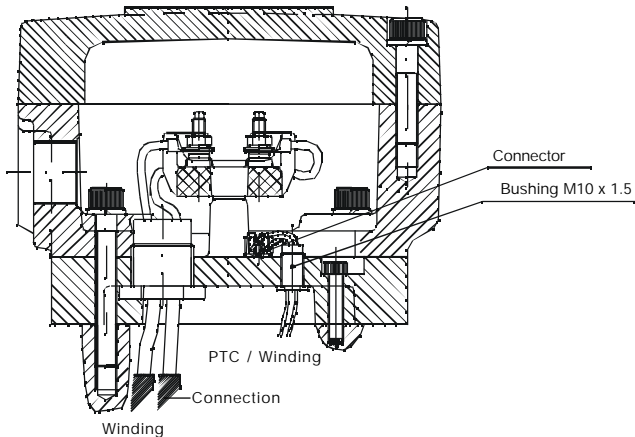 Connector
Bushing M10 x 1.5
PTC / Winding
Connection
Winding